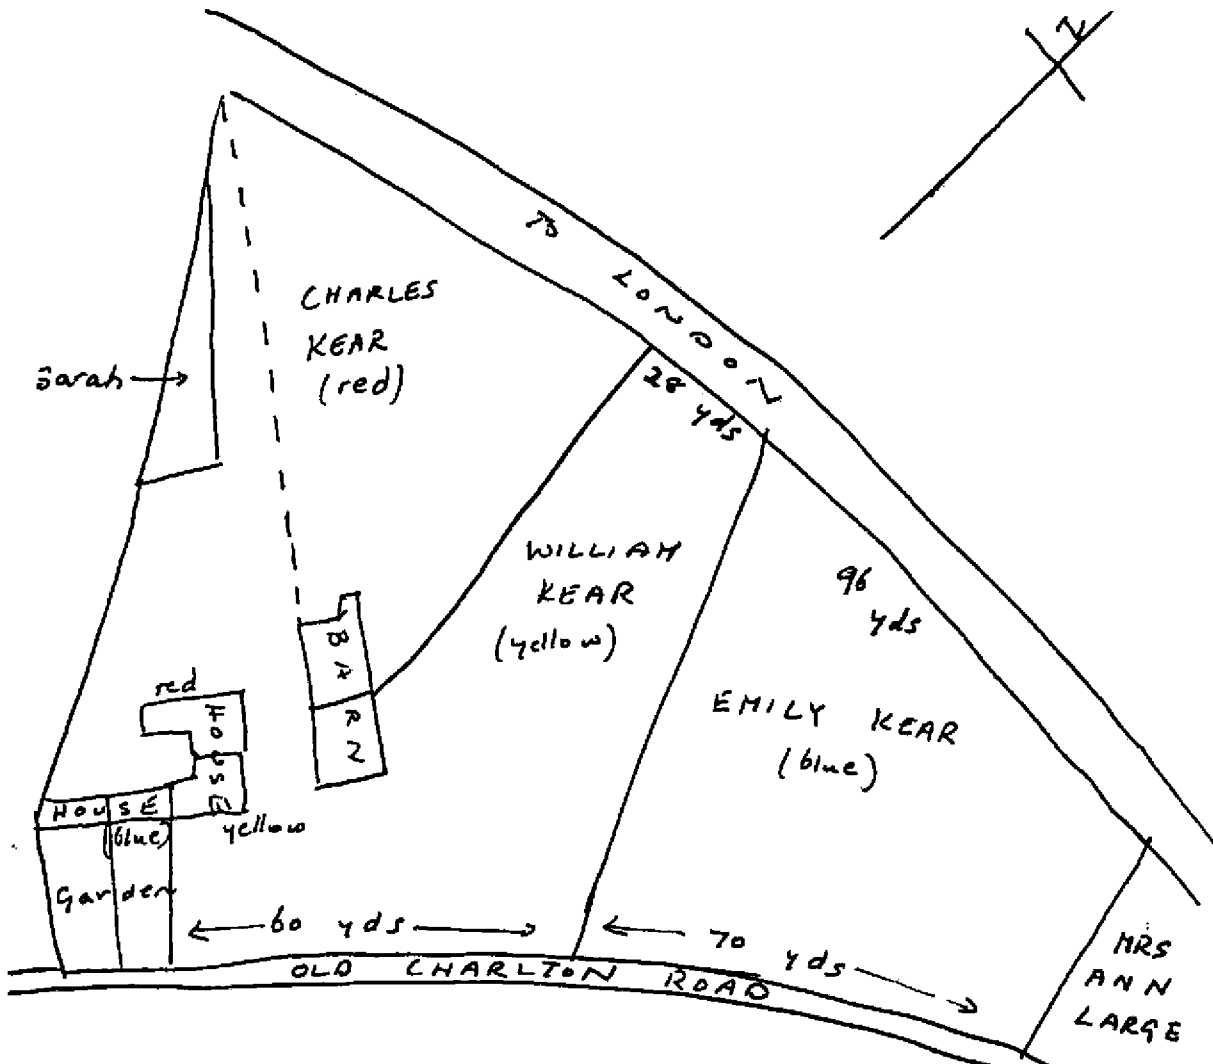 N
TO LONDON
CHARLES
KEAR
(red)
Sarah
28 yds
WILLIAM
KEAR
(yellow)
96
yds
EMILY KEAR
(blue)
BARN
red
HOUSE
HOUSE
(blue)
yellow
Garden
60 yds
70 yds
OLD CHARLTON ROAD
MRS
ANN
LARGE